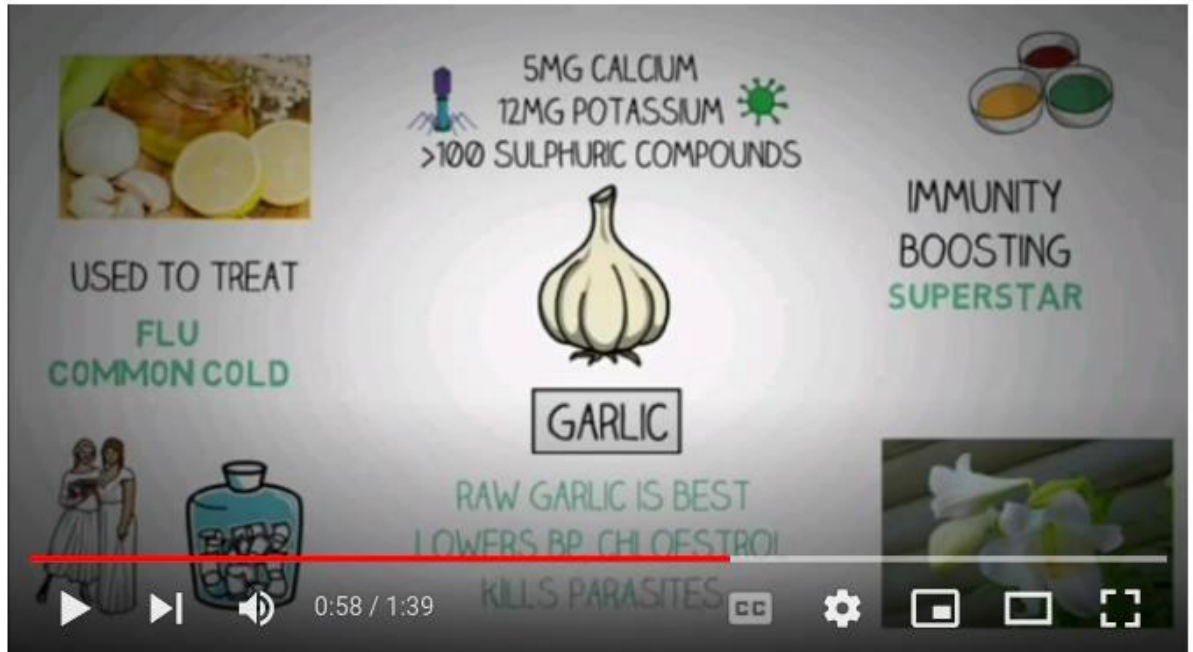 5MG CALCIUM
12MG POTASSIUM
>100 SULPHURIC COMPOUNDS
USED TO TREAT
FLU
COMMON COLD
IMMUNITY
BOOSTING
SUPERSTAR
GARLIC
RAW GARLIC IS BEST
LOWERS BP, CHLOESTROL
KILLS PARASITES
0:58 / 1:39
CC